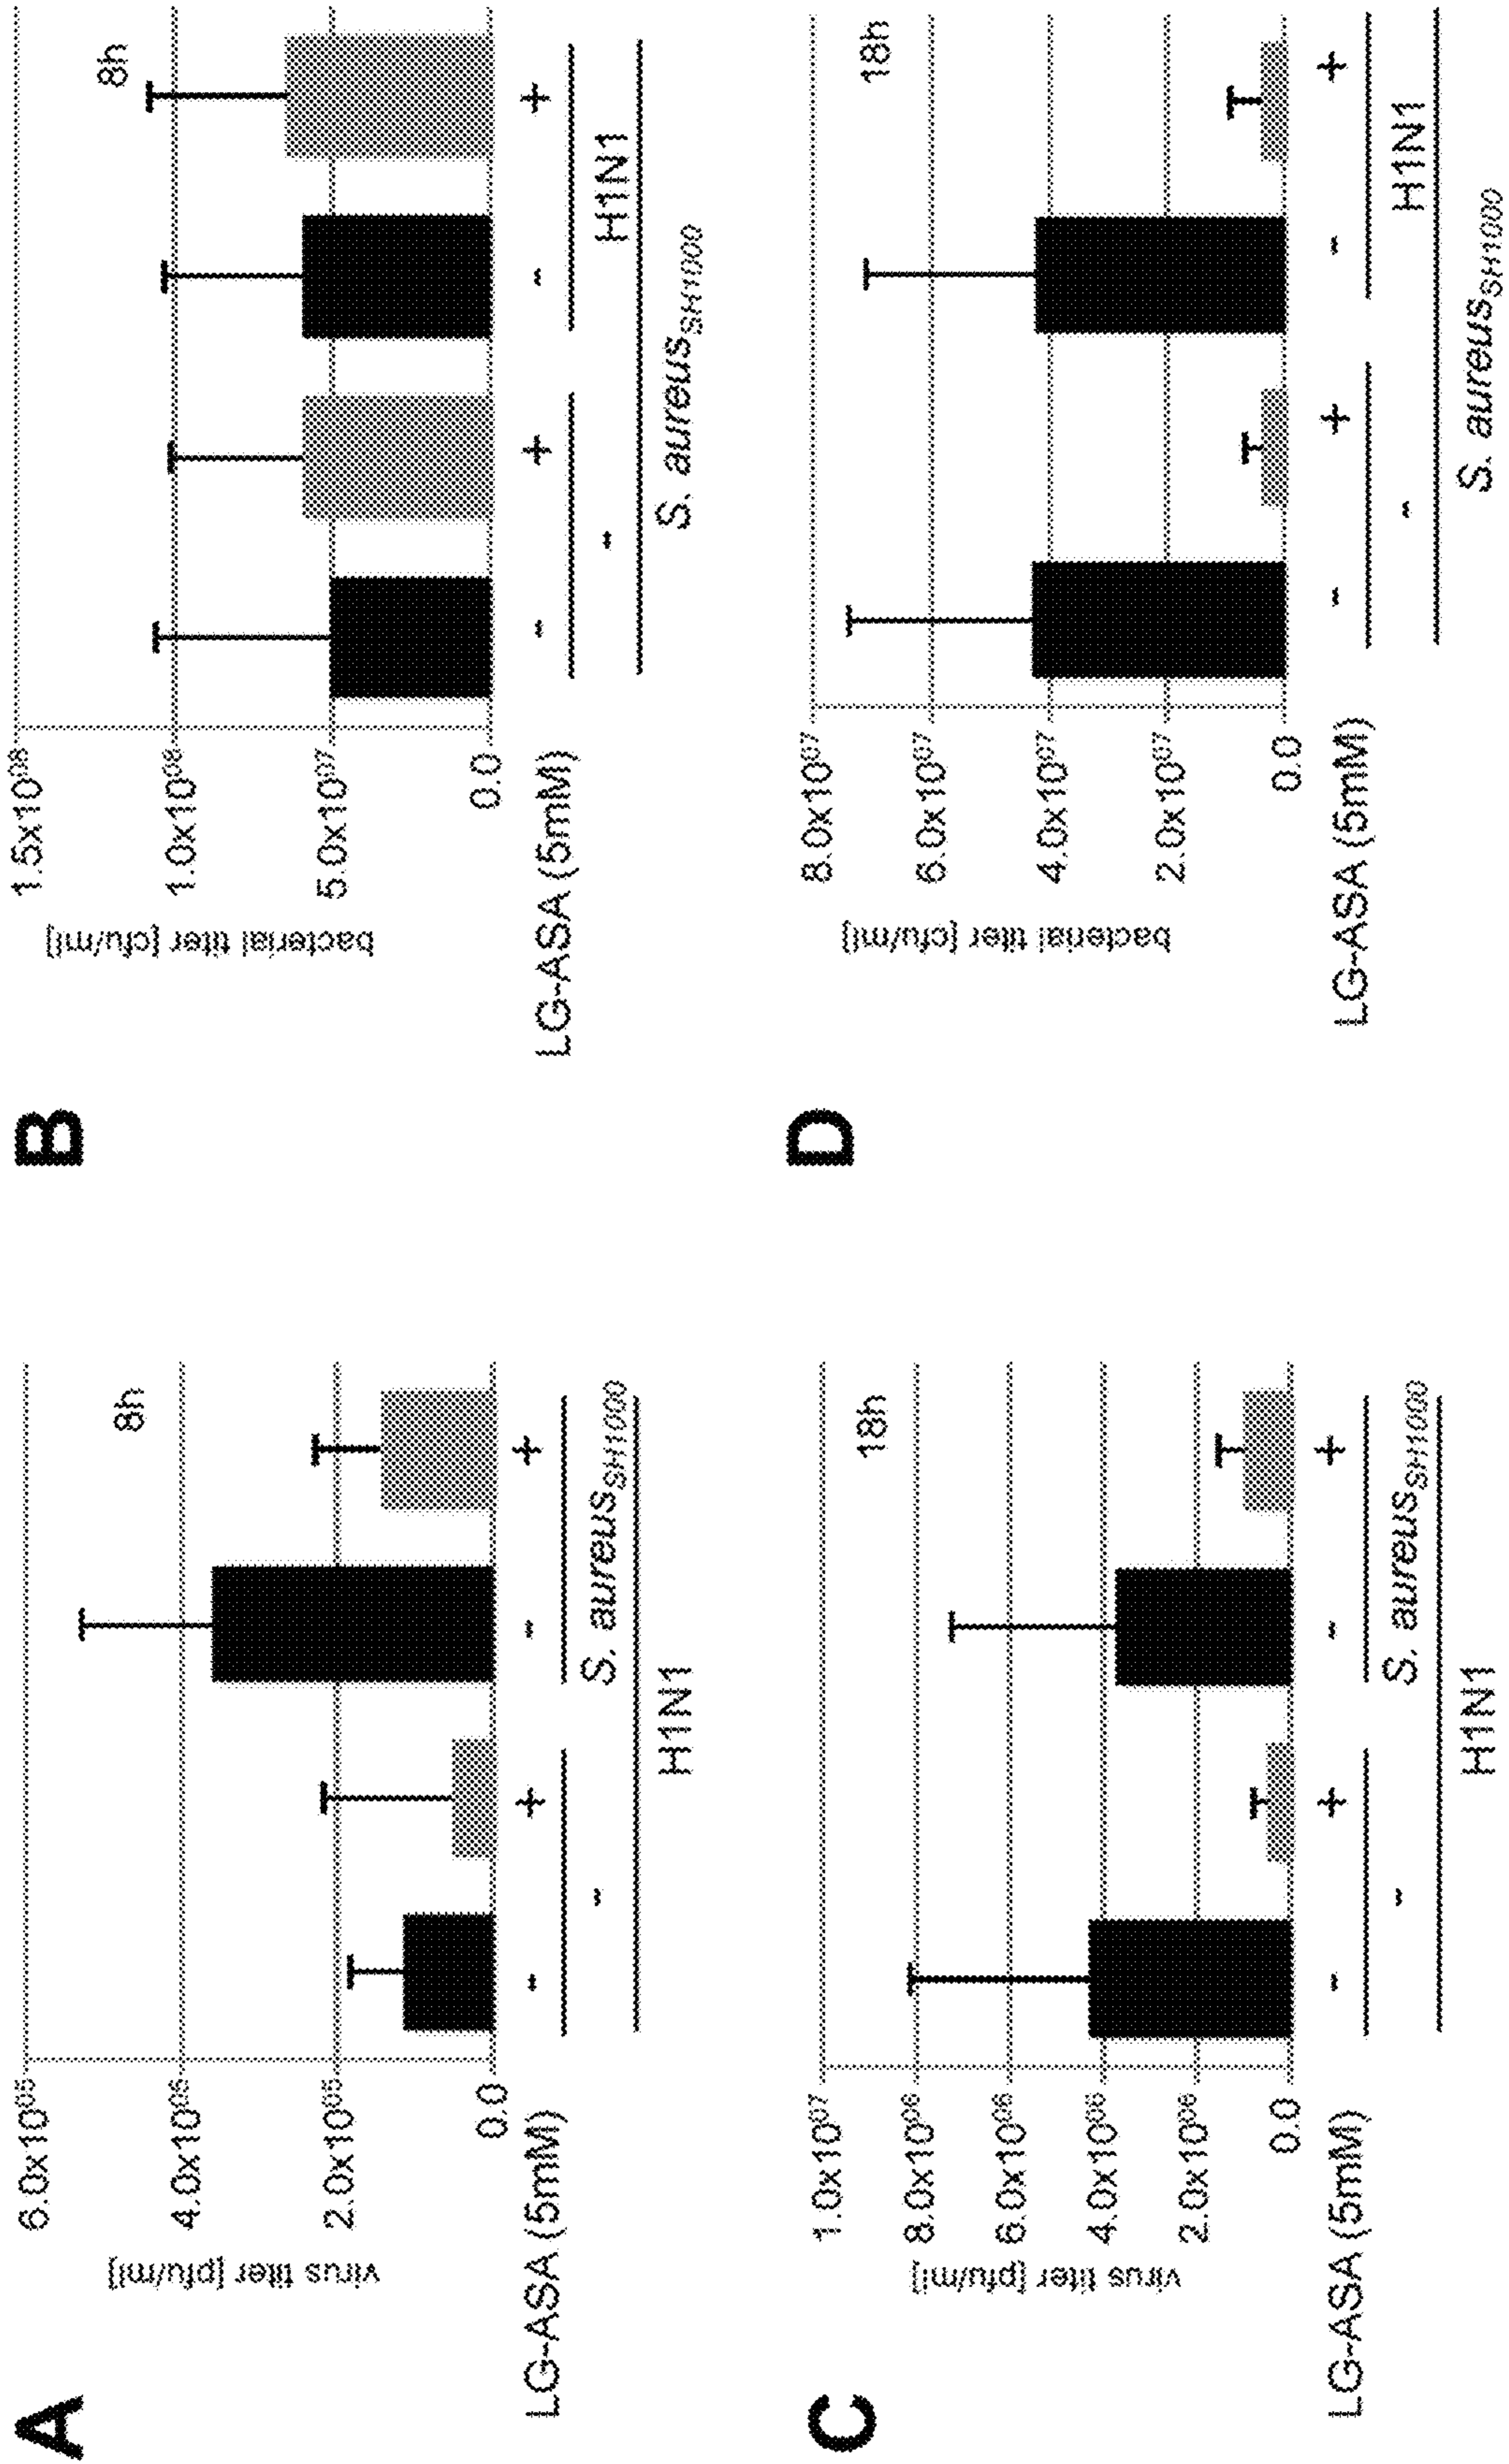 A
virus titer [pfu/ml]
6.0x10⁰⁵
4.0x10⁰⁵
2.0x10⁰⁵
0.0
8h
LG-ASA (5mM) - + - +
- S. aureusSH1000
H1N1
B
bacterial titer [cfu/ml]
1.5x10⁰⁸
1.0x10⁰⁸
5.0x10⁰⁷
0.0
8h
LG-ASA (5mM) - + - +
- H1N1
S. aureusSH1000
C
virus titer [pfu/ml]
1.0x10⁰⁷
8.0x10⁰⁶
6.0x10⁰⁶
4.0x10⁰⁶
2.0x10⁰⁶
0.0
18h
LG-ASA (5mM) - + - +
- S. aureusSH1000
H1N1
D
bacterial titer [cfu/ml]
8.0x10⁰⁷
6.0x10⁰⁷
4.0x10⁰⁷
2.0x10⁰⁷
0.0
18h
LG-ASA (5mM) - + - +
- H1N1
S. aureusSH1000